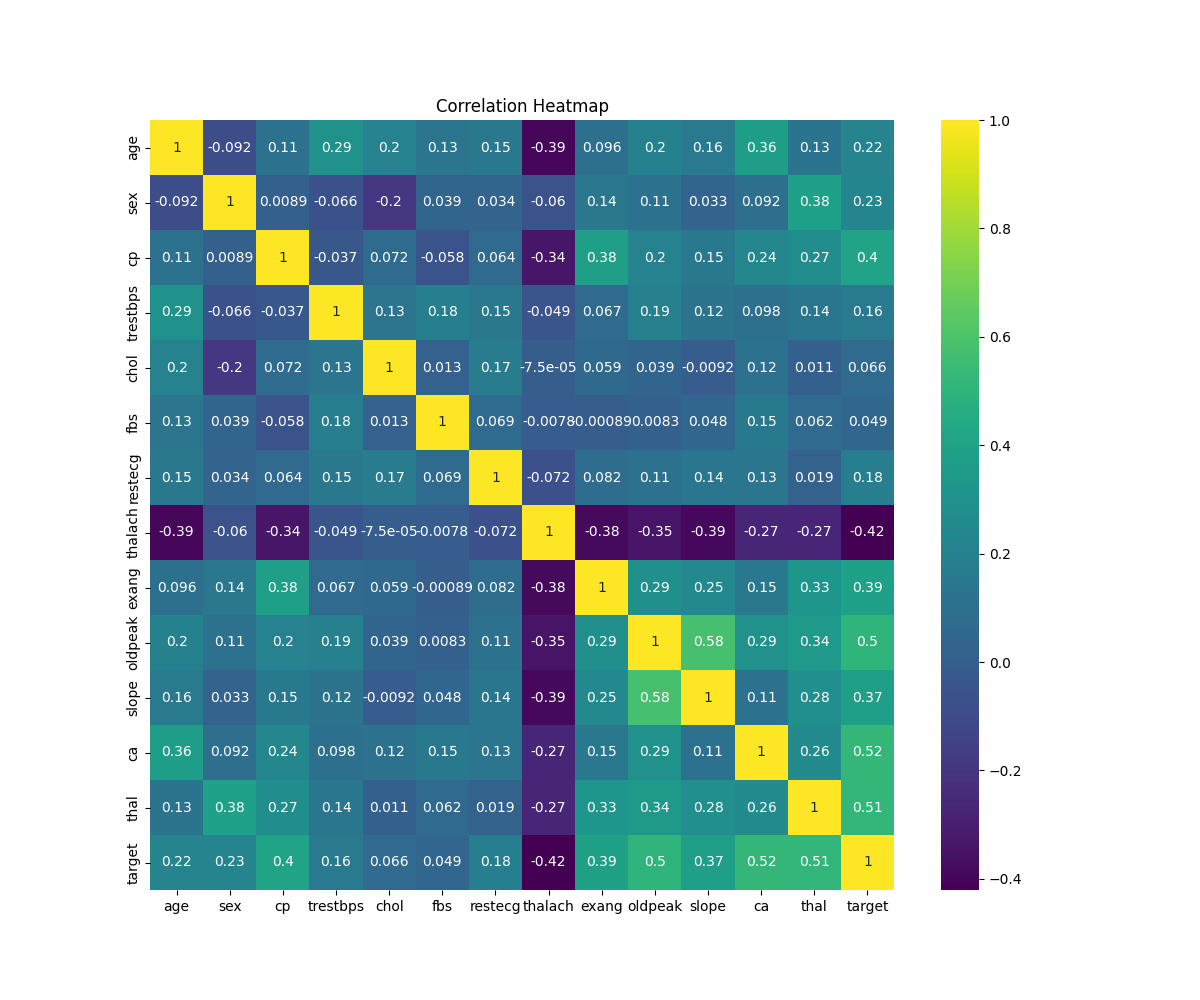 Correlation Heatmap
age 1 -0.092 0.11 0.29 0.2 0.13 0.15 -0.39 0.096 0.2 0.16 0.36 0.13 0.22
sex -0.092 1 0.0089 -0.066 -0.2 0.039 0.034 -0.06 0.14 0.11 0.033 0.092 0.38 0.23
cp 0.11 0.0089 1 -0.037 0.072 -0.058 0.064 -0.34 0.38 0.2 0.15 0.24 0.27 0.4
trestbps 0.29 -0.066 -0.037 1 0.13 0.18 0.15 -0.049 0.067 0.19 0.12 0.098 0.14 0.16
chol 0.2 -0.2 0.072 0.13 1 0.013 0.17 -7.5e-05 0.059 0.039 -0.0092 0.12 0.011 0.066
fbs 0.13 0.039 -0.058 0.18 0.013 1 0.069 -0.0078 -0.00089 0.0083 0.048 0.15 0.062 0.049
restecg 0.15 0.034 0.064 0.15 0.17 0.069 1 -0.072 0.082 0.11 0.14 0.13 0.019 0.18
thalach -0.39 -0.06 -0.34 -0.049 -7.5e-05 -0.0078 -0.072 1 -0.38 -0.35 -0.39 -0.27 -0.27 -0.42
exang 0.096 0.14 0.38 0.067 0.059 -0.00089 0.082 -0.38 1 0.29 0.25 0.15 0.33 0.39
oldpeak 0.2 0.11 0.2 0.19 0.039 0.0083 0.11 -0.35 0.29 1 0.58 0.29 0.34 0.5
slope 0.16 0.033 0.15 0.12 -0.0092 0.048 0.14 -0.39 0.25 0.58 1 0.11 0.28 0.37
ca 0.36 0.092 0.24 0.098 0.12 0.15 0.13 -0.27 0.15 0.29 0.11 1 0.26 0.52
thal 0.13 0.38 0.27 0.14 0.011 0.062 0.019 -0.27 0.33 0.34 0.28 0.26 1 0.51
target 0.22 0.23 0.4 0.16 0.066 0.049 0.18 -0.42 0.39 0.5 0.37 0.52 0.51 1
age sex cp trestbps chol fbs restecg thalach exang oldpeak slope ca thal target
1.0
0.8
0.6
0.4
0.2
0.0
−0.2
−0.4